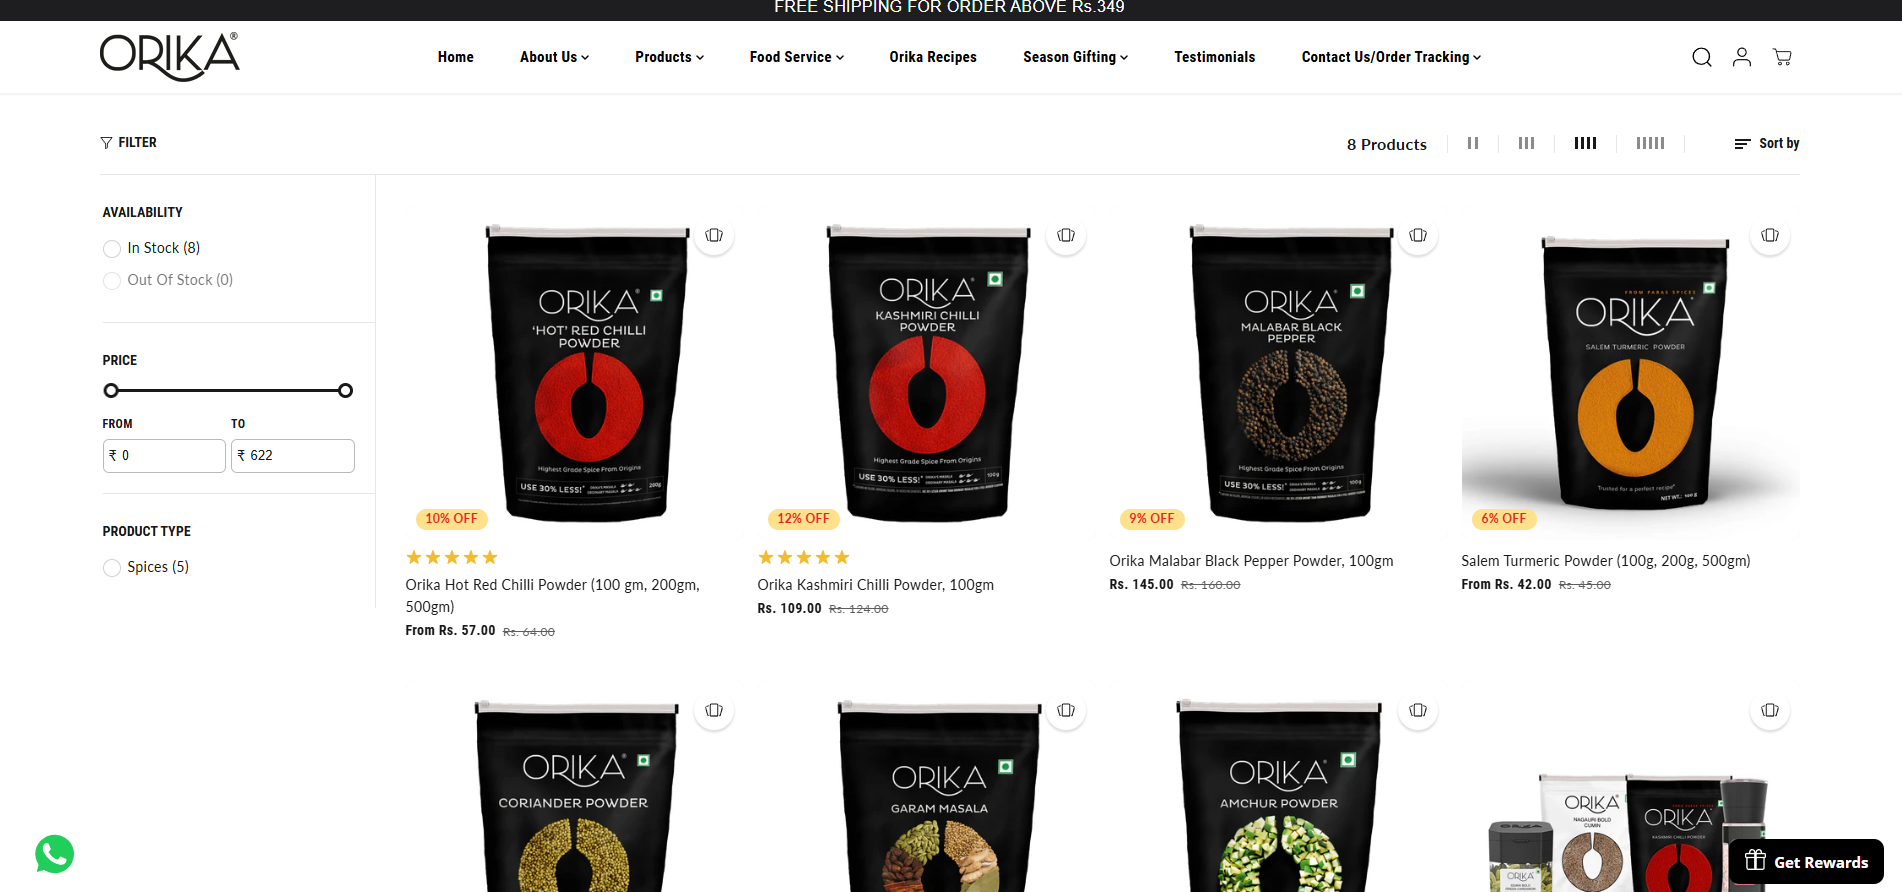 FREE SHIPPING FOR ORDER ABOVE Rs.349
ORIKA®
Home
About Us
Products
Food Service
Orika Recipes
Season Gifting
Testimonials
Contact Us/Order Tracking
FILTER
8 Products
Sort by
AVAILABILITY
In Stock (8)
Out Of Stock (0)
PRICE
FROM
TO
₹ 0
₹ 622
PRODUCT TYPE
Spices (5)
ORIKA
'HOT' RED CHILLI
POWDER
Highest Grade Spice From Origins
USE 30% LESS!*
200g
10% OFF
Orika Hot Red Chilli Powder (100 gm, 200gm,
500gm)
From Rs. 57.00 Rs. 64.00
ORIKA
KASHMIRI CHILLI
POWDER
Highest Grade Spice From Origins
USE 30% LESS!*
100g
12% OFF
Orika Kashmiri Chilli Powder, 100gm
Rs. 109.00 Rs. 124.00
ORIKA
MALABAR BLACK
PEPPER
Highest Grade Spice From Origins
USE 30% LESS!*
100g
9% OFF
Orika Malabar Black Pepper Powder, 100gm
Rs. 145.00 Rs. 160.00
FROM PARAS SPICES
ORIKA
SALEM TURMERIC POWDER
Trusted for a perfect recipe*
NET WT.: 100 g
6% OFF
Salem Turmeric Powder (100g, 200g, 500gm)
From Rs. 42.00 Rs. 45.00
ORIKA
CORIANDER POWDER
ORIKA
GARAM MASALA
ORIKA
AMCHUR POWDER
ORIKA
NAGAURI BOLD
CUMIN
ORIKA
KASHMIRI CHILLI POWDER
ORIKA
Get Rewards